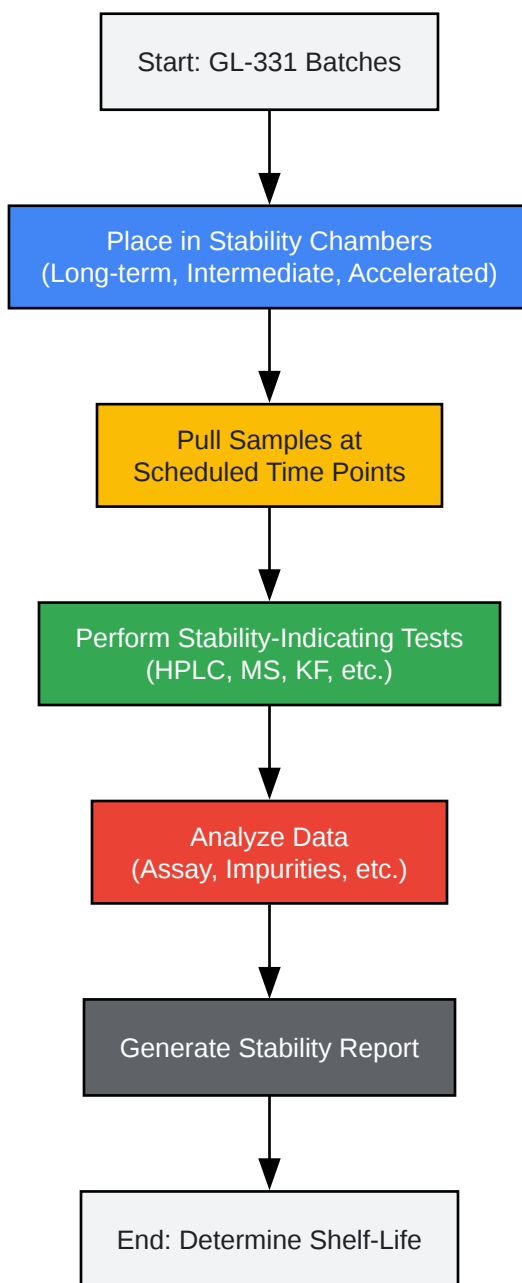 Start: GL-331 Batches
Place in Stability Chambers
(Long-term, Intermediate, Accelerated)
Pull Samples at
Scheduled Time Points
Perform Stability-Indicating Tests
(HPLC, MS, KF, etc.)
Analyze Data
(Assay, Impurities, etc.)
Generate Stability Report
End: Determine Shelf-Life